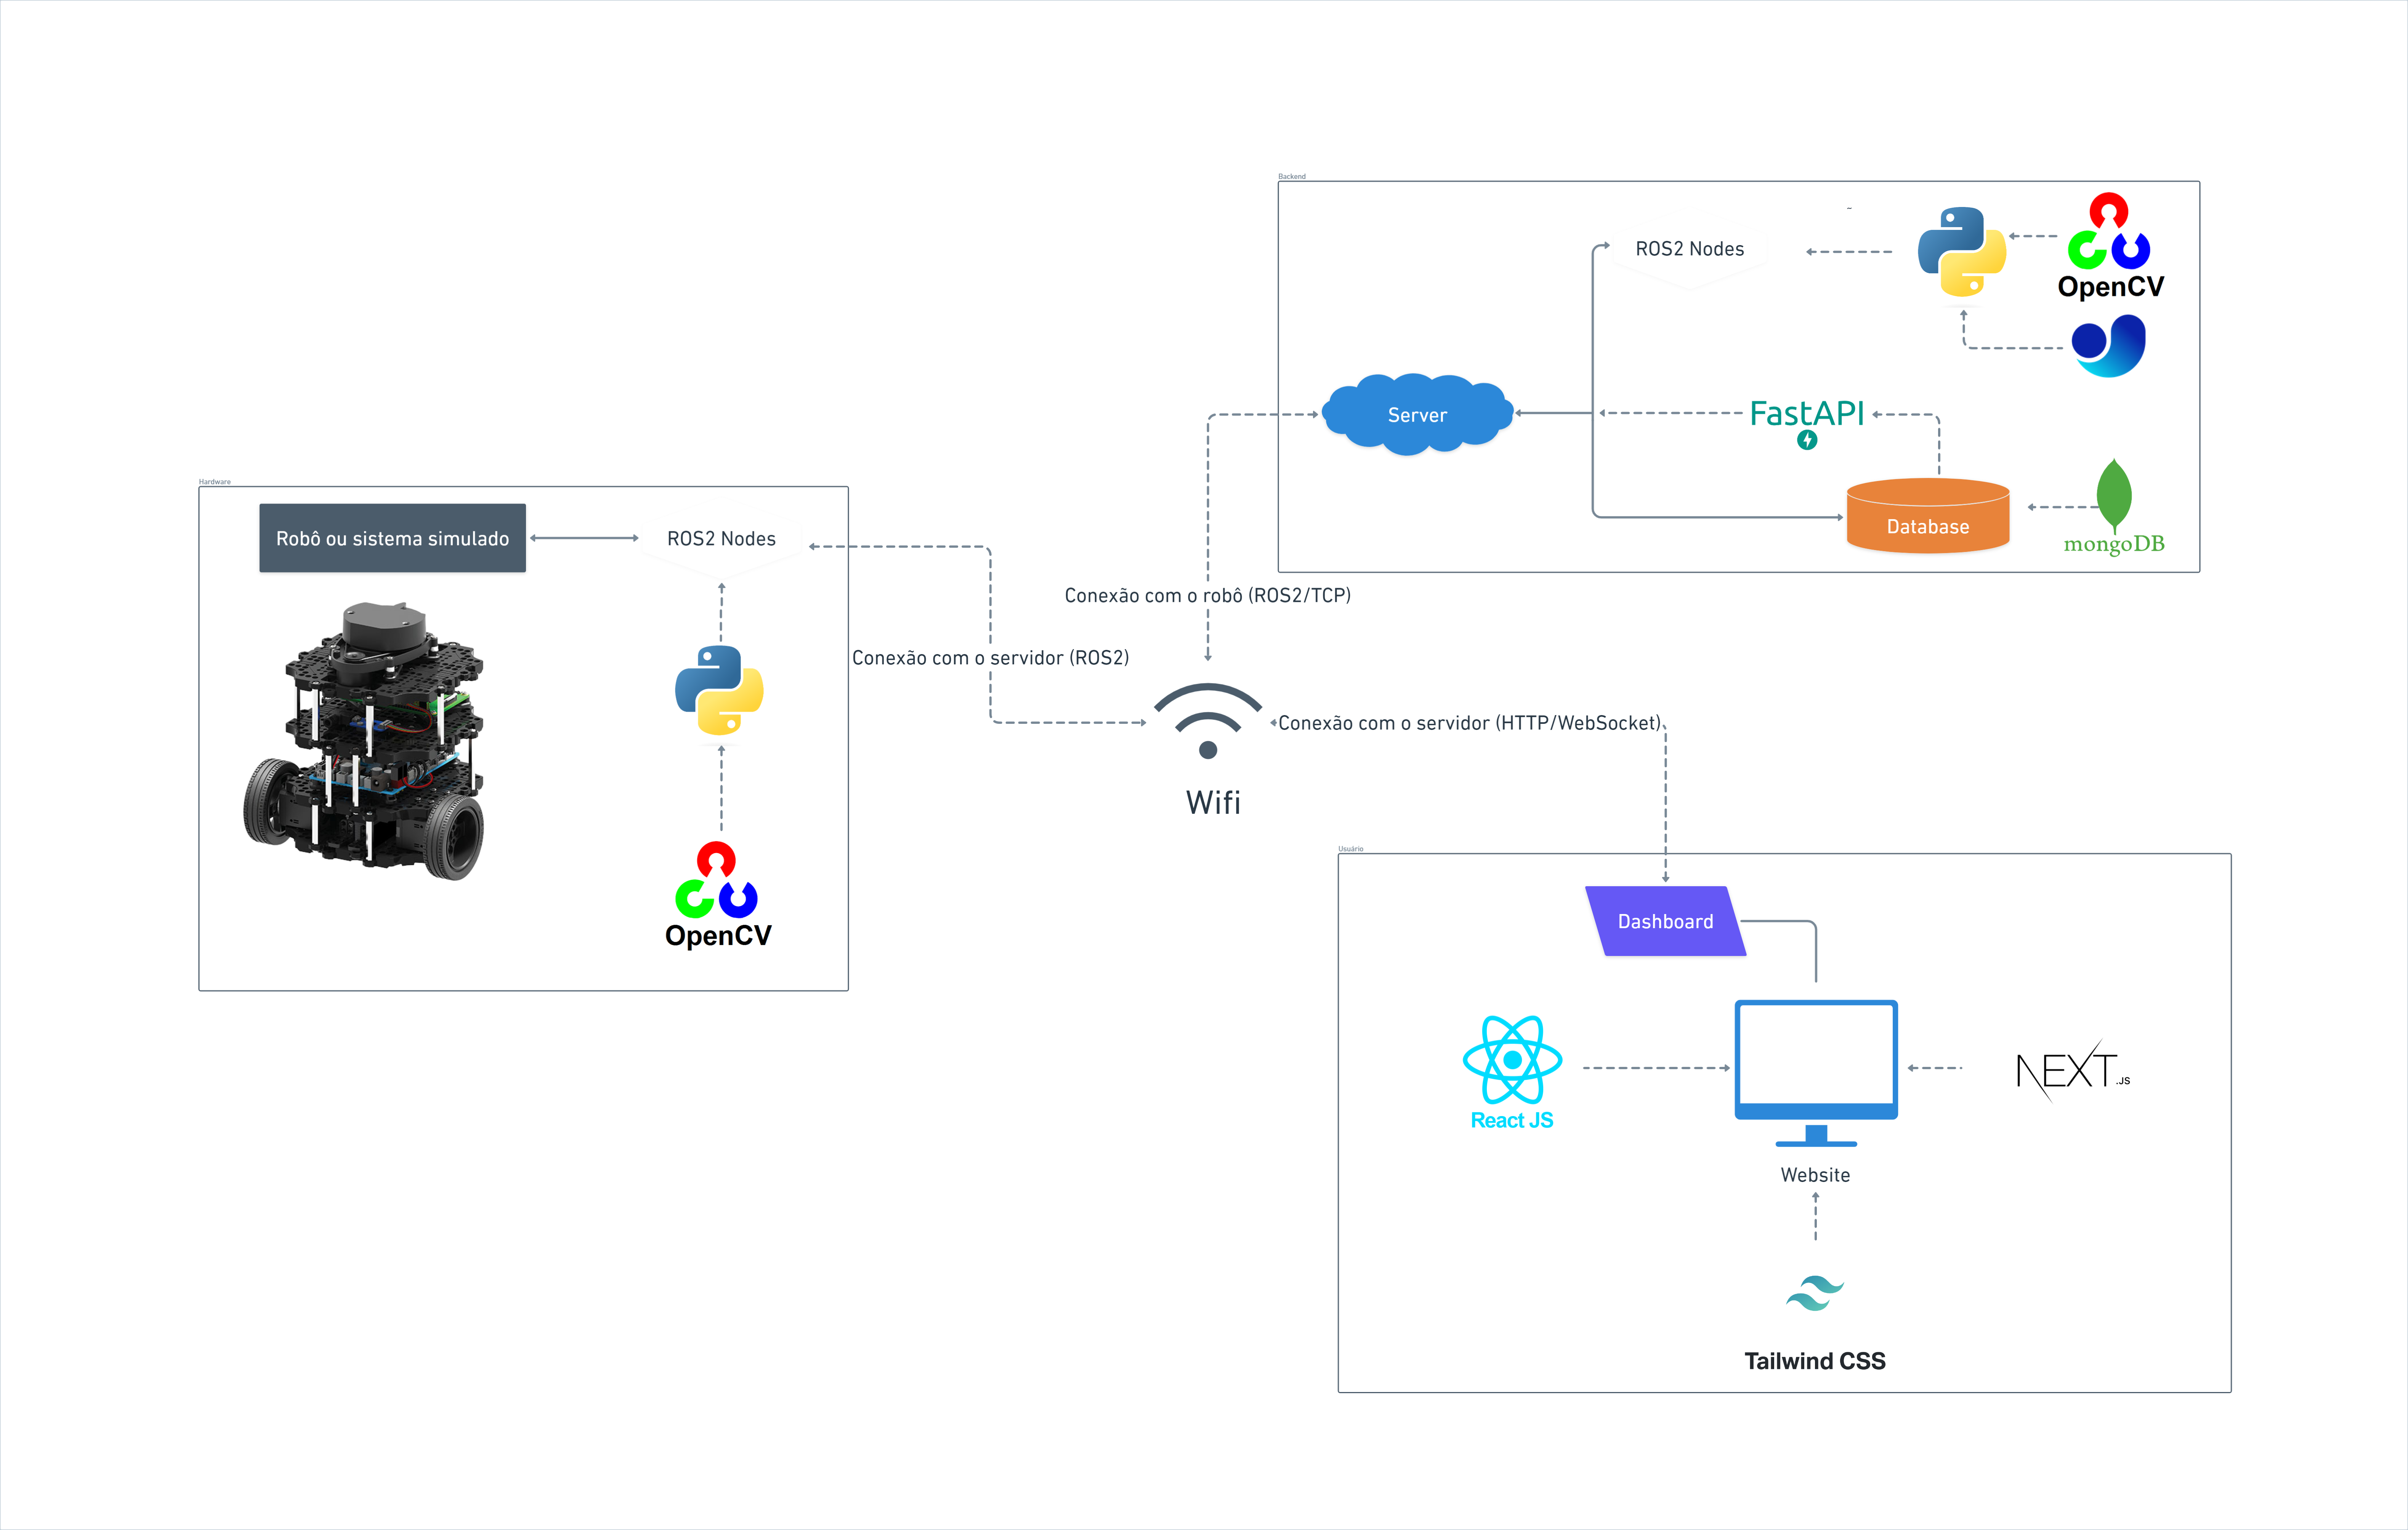 Backend
ROS2 Nodes
~
OpenCV
Server
FastAPI
Database
mongoDB
Hardware
Robô ou sistema simulado
ROS2 Nodes
OpenCV
Conexão com o robô (ROS2/TCP)
Conexão com o servidor (ROS2)
Conexão com o servidor (HTTP/WebSocket)
Wifi
Usuário
Dashboard
React JS
NEXT.JS
Website
Tailwind CSS